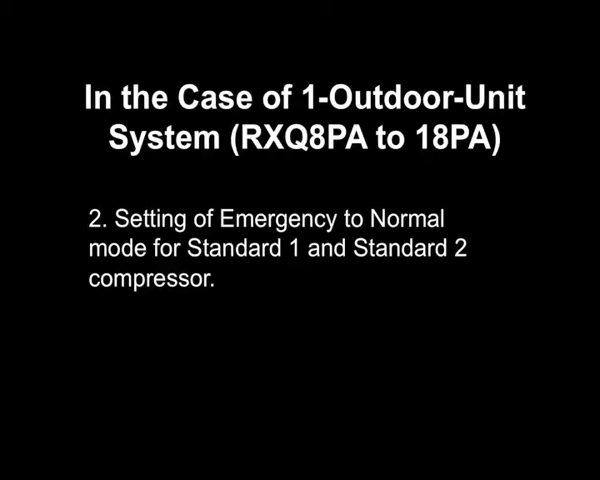 In the Case of 1-Outdoor-Unit
System (RXQ8PA to 18PA)
2. Setting of Emergency to Normal
mode for Standard 1 and Standard 2
compressor.